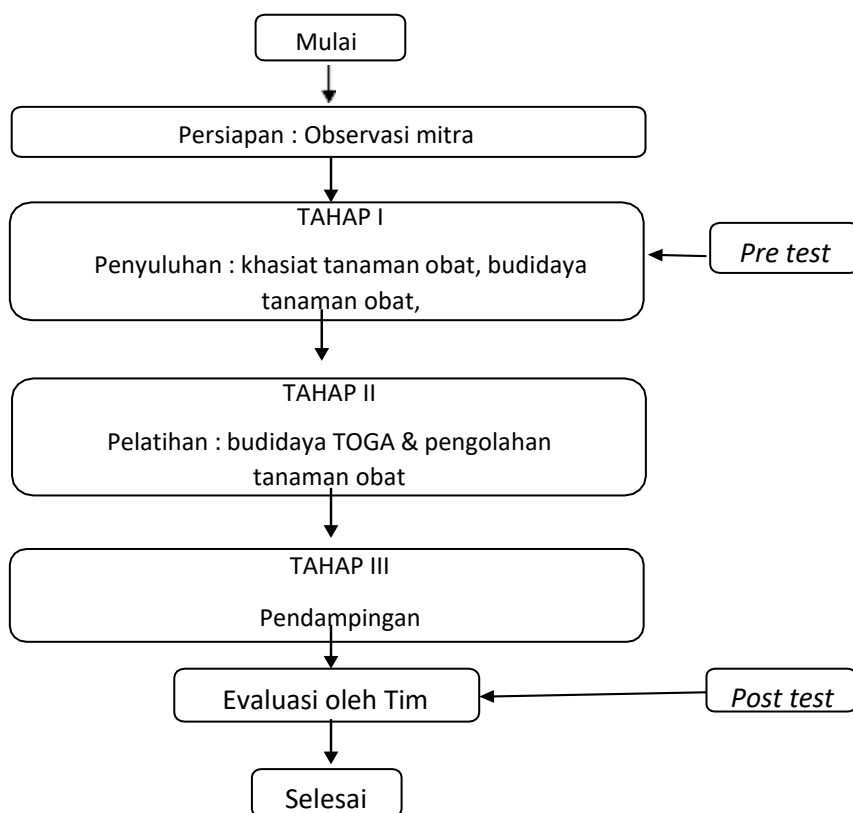 Mulai
Persiapan : Observasi mitra
TAHAP I
Penyuluhan : khasiat tanaman obat, budidaya
tanaman obat,
Pre test
TAHAP II
Pelatihan : budidaya TOGA & pengolahan
tanaman obat
TAHAP III
Pendampingan
Evaluasi oleh Tim
Post test
Selesai